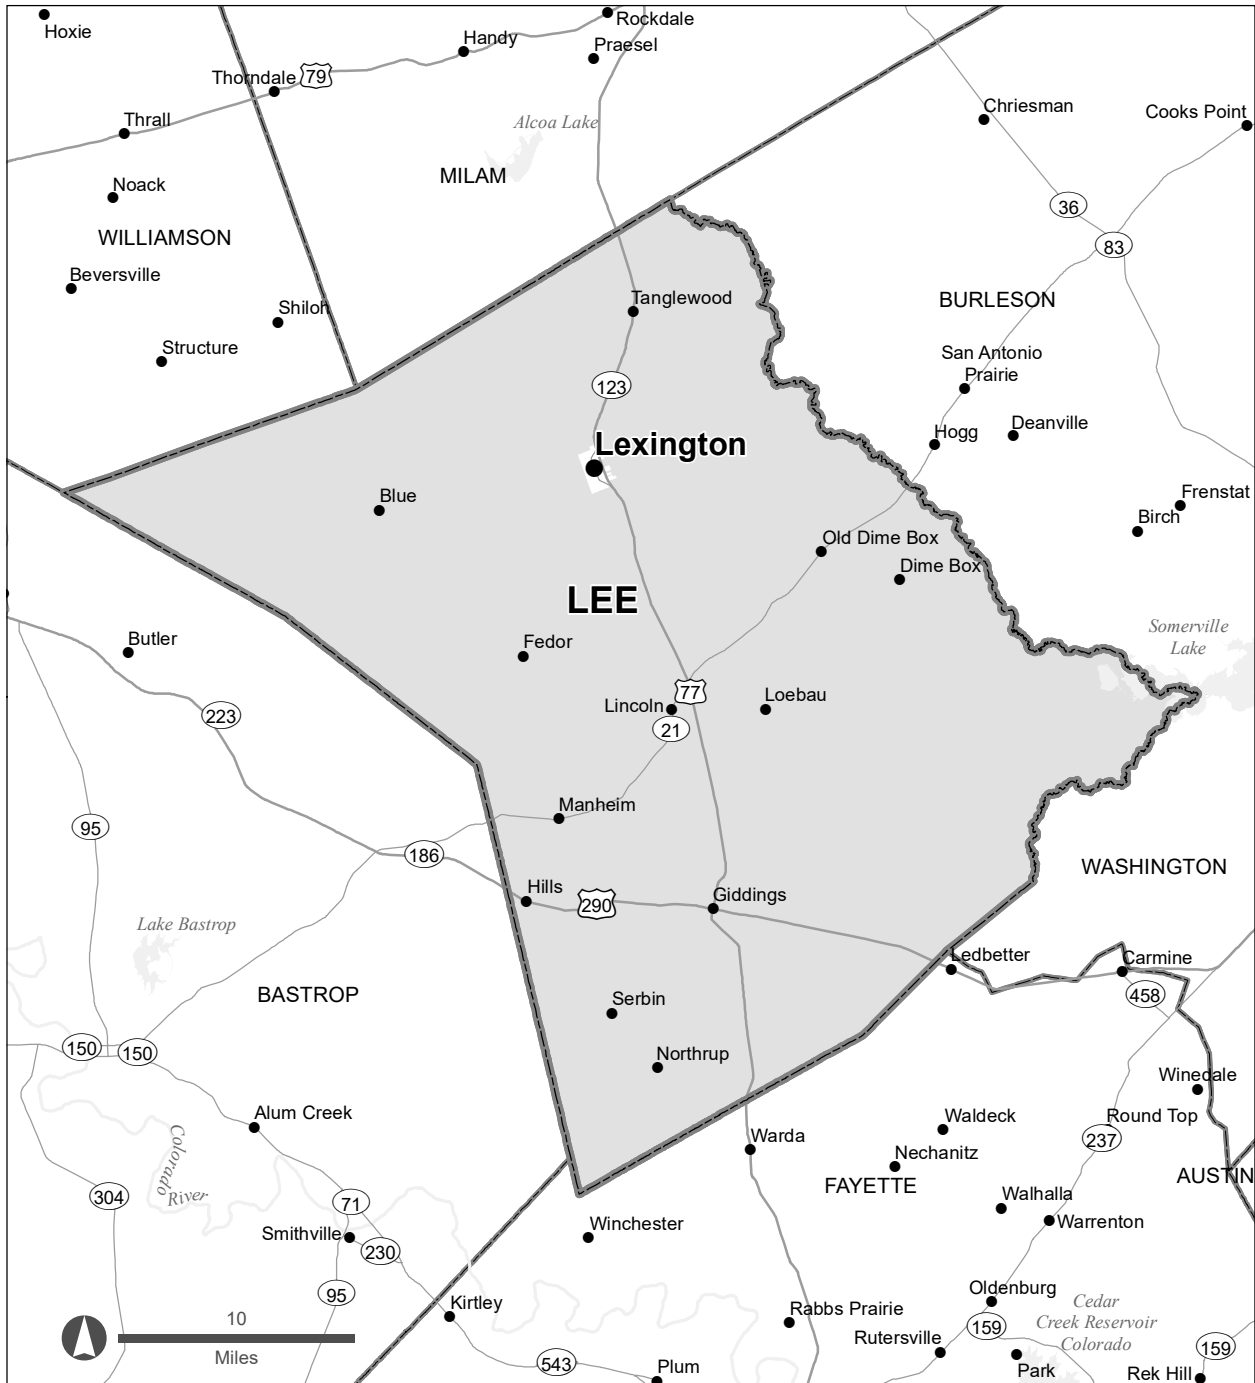 Hoxie
Rockdale
Handy
Praesel
Thorndale
79
Thrall
Alcoa Lake
Chriesman
Cooks Point
MILAM
Noack
36
WILLIAMSON
83
Beversville
Shiloh
Tanglewood
BURLESON
Structure
San Antonio
Prairie
123
Deanville
Hogg
Lexington
Blue
Frenstat
Birch
Old Dime Box
Dime Box
LEE
Butler
Fedor
Somerville
Lake
77
Lincoln
Loebau
223
21
Manheim
95
186
WASHINGTON
Hills
290
Giddings
Lake Bastrop
Ledbetter
Carmine
BASTROP
458
Serbin
150
150
Northrup
Winedale
Alum Creek
Waldeck
Round Top
Warda
237
Colorado
River
Nechanitz
FAYETTE
AUSTIN
304
71
Walhalla
Smithville
Winchester
Warrenton
230
95
Oldenburg
Kirtley
Rabbs Prairie
Cedar
Creek Reservoir
Colorado
10
Miles
159
Rutersville
159
543
Plum
Park
Rek Hill